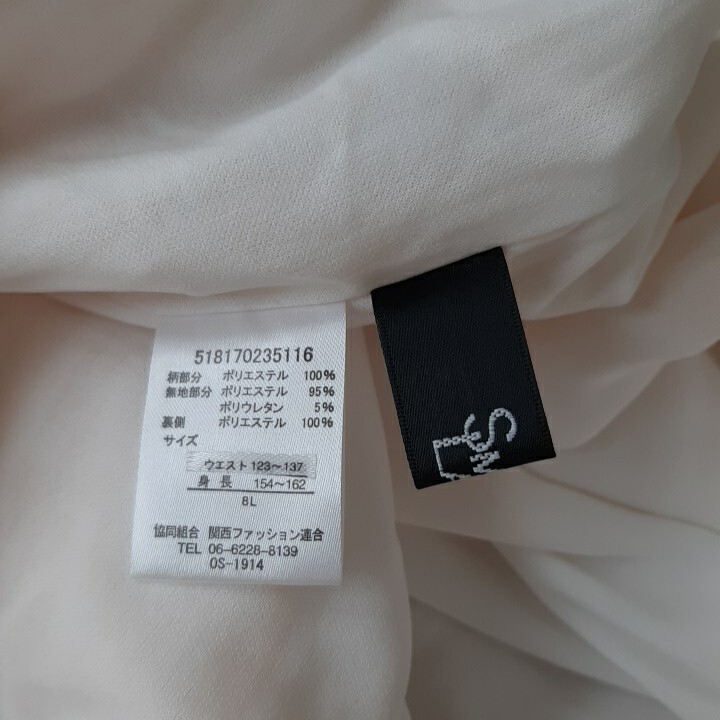 518170235116
柄部分 ポリエステル 100%
無地部分 ポリエステル 95%
ポリウレタン 5%
裏側 ポリエステル 100%
サイズ
ウエスト 123〜137
身長 154〜162
8L
協同組合 関西ファッション連合
TEL 06-6228-8139
OS-1914